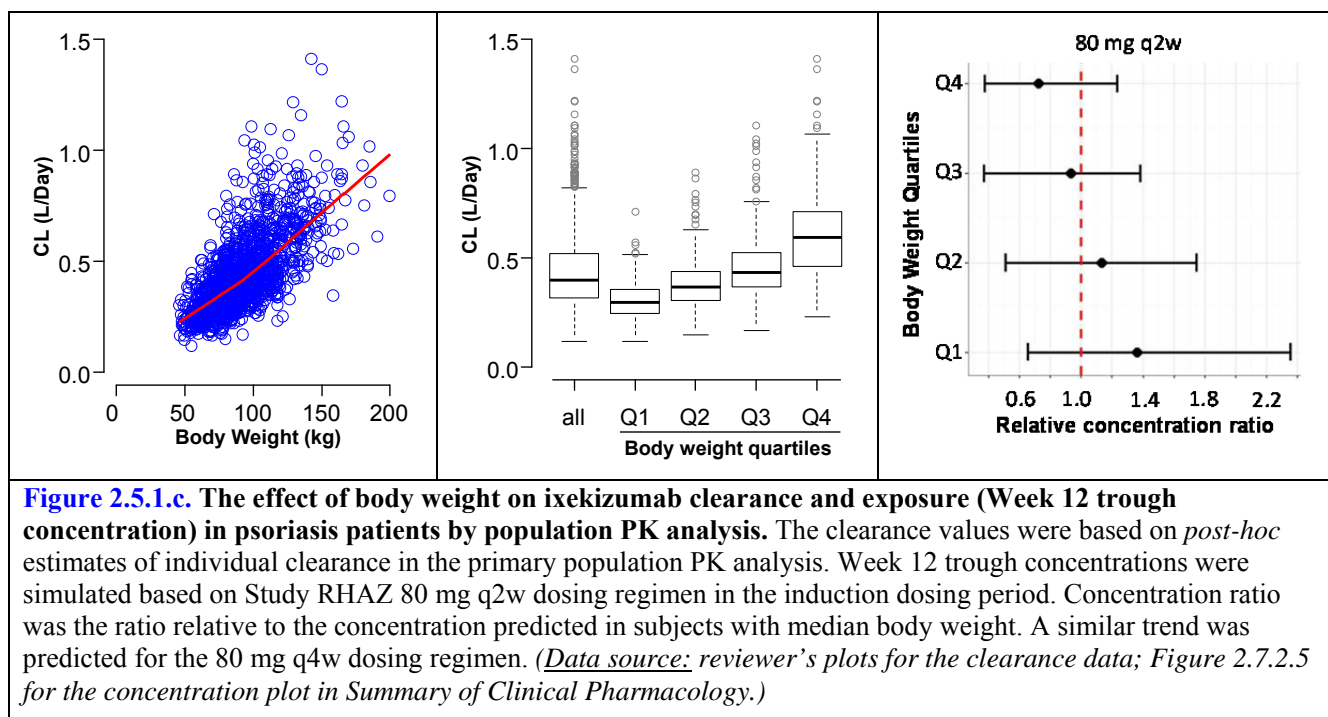 1.5
1.0
0.5
0.0
CL (L/Day)
0 50 100 150 200
Body Weight (kg)
1.5
1.0
0.5
0.0
CL (L/Day)
all Q1 Q2 Q3 Q4
Body weight quartiles
80 mg q2w
Q4
Q3
Q2
Q1
Body Weight Quartiles
0.6 1.0 1.4 1.8 2.2
Relative concentration ratio
Figure 2.5.1.c. The effect of body weight on ixekizumab clearance and exposure (Week 12 trough
concentration) in psoriasis patients by population PK analysis. The clearance values were based on post-hoc
estimates of individual clearance in the primary population PK analysis. Week 12 trough concentrations were
simulated based on Study RHAZ 80 mg q2w dosing regimen in the induction dosing period. Concentration ratio
was the ratio relative to the concentration predicted in subjects with median body weight. A similar trend was
predicted for the 80 mg q4w dosing regimen. (Data source: reviewer's plots for the clearance data; Figure 2.7.2.5
for the concentration plot in Summary of Clinical Pharmacology.)